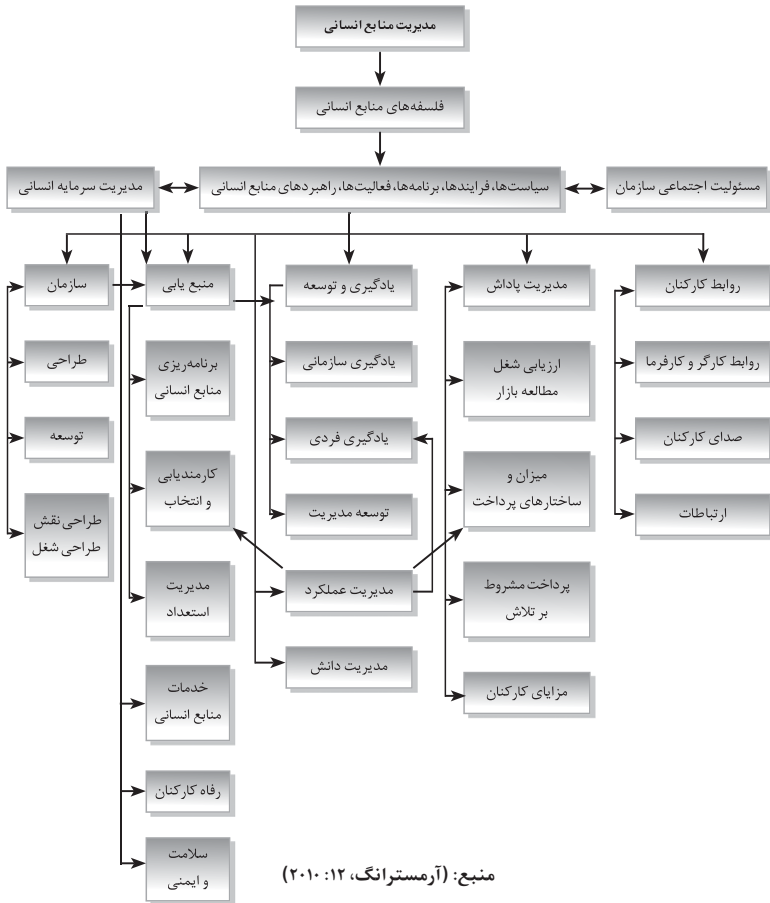 مدیریت منابع انسانی
فلسفه‌های منابع انسانی
مسئولیت اجتماعی سازمان
سیاست‌ها، فرایندها، برنامه‌ها، فعالیت‌ها، راهبردهای منابع انسانی
مدیریت سرمایه انسانی
روابط کارکنان
روابط کارگر و کارفرما
صدای کارکنان
ارتباطات
مدیریت پاداش
ارزیابی شغل
مطالعه بازار
میزان و
ساختارهای پرداخت
پرداخت مشروط
بر تلاش
مزایای کارکنان
یادگیری و توسعه
یادگیری سازمانی
یادگیری فردی
توسعه مدیریت
مدیریت عملکرد
مدیریت دانش
منبع یابی
برنامه‌ریزی
منابع انسانی
کارمندیابی
و انتخاب
مدیریت
استعداد
خدمات
منابع انسانی
رفاه کارکنان
سلامت
و ایمنی
سازمان
طراحی
توسعه
طراحی نقش
طراحی شغل
منبع: (آرمسترانگ، ۱۲: ۲۰۱۰)